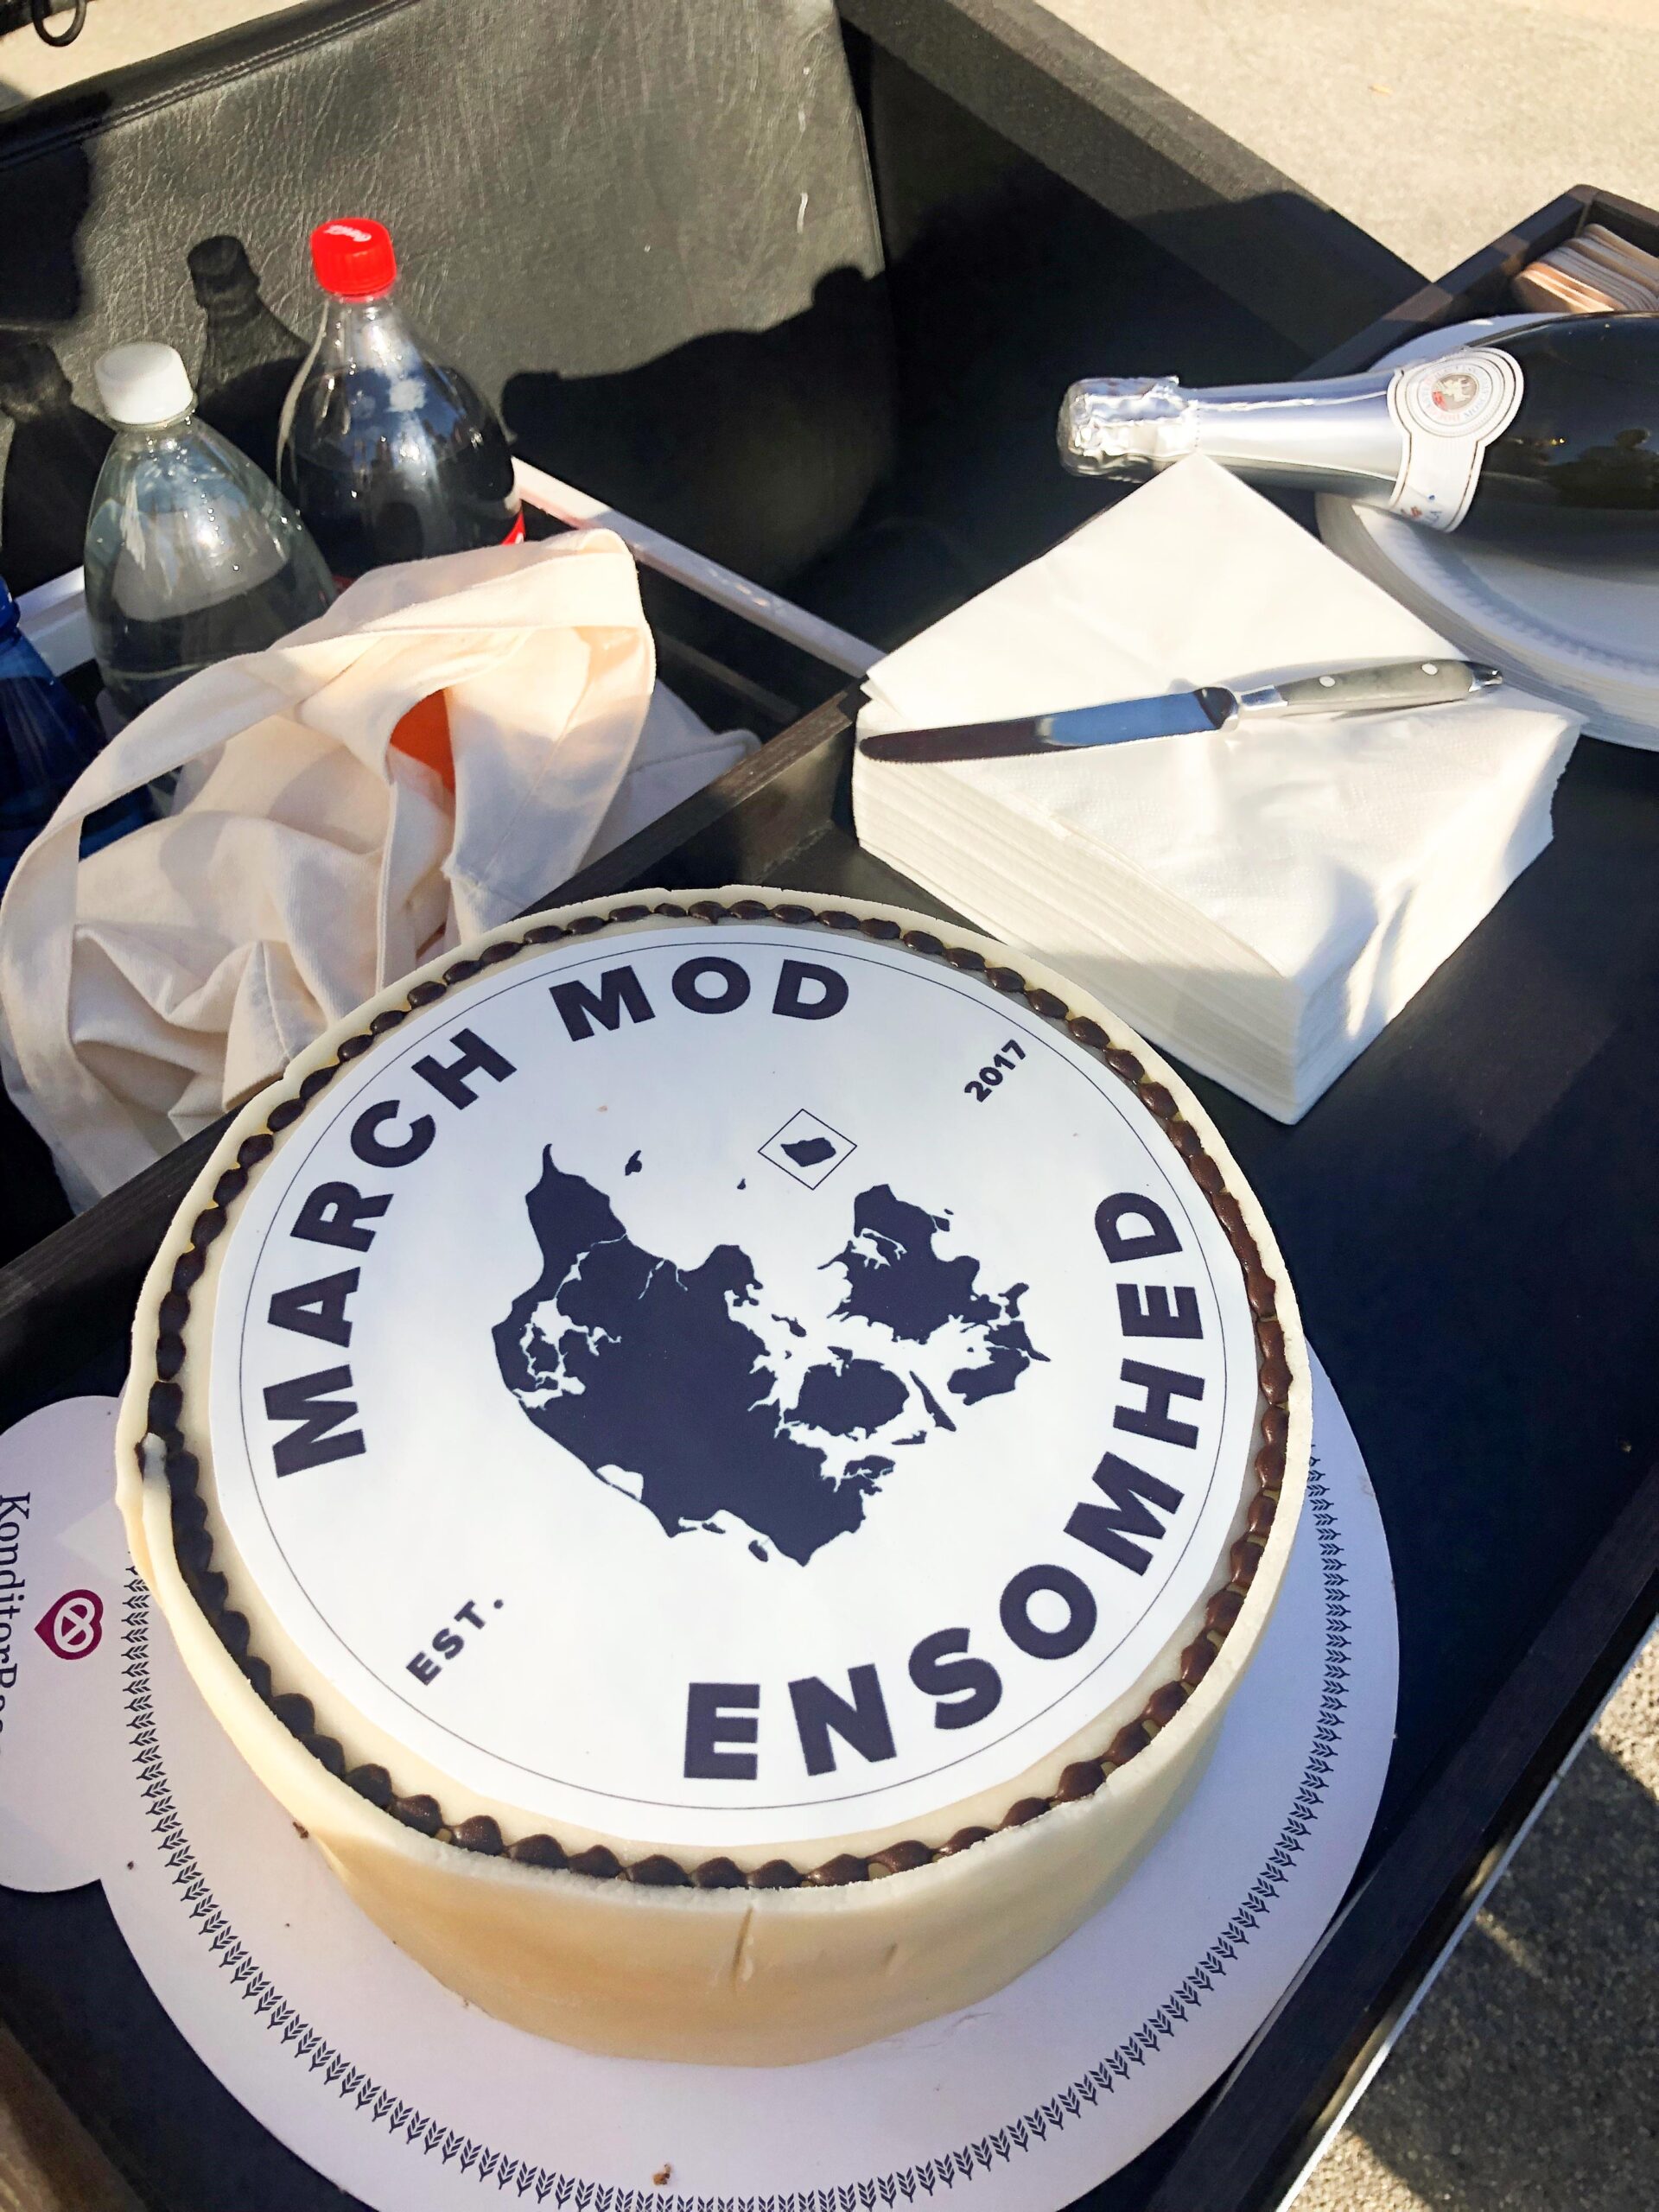 MARCH MOD
2017
ENSOMHED
EST.